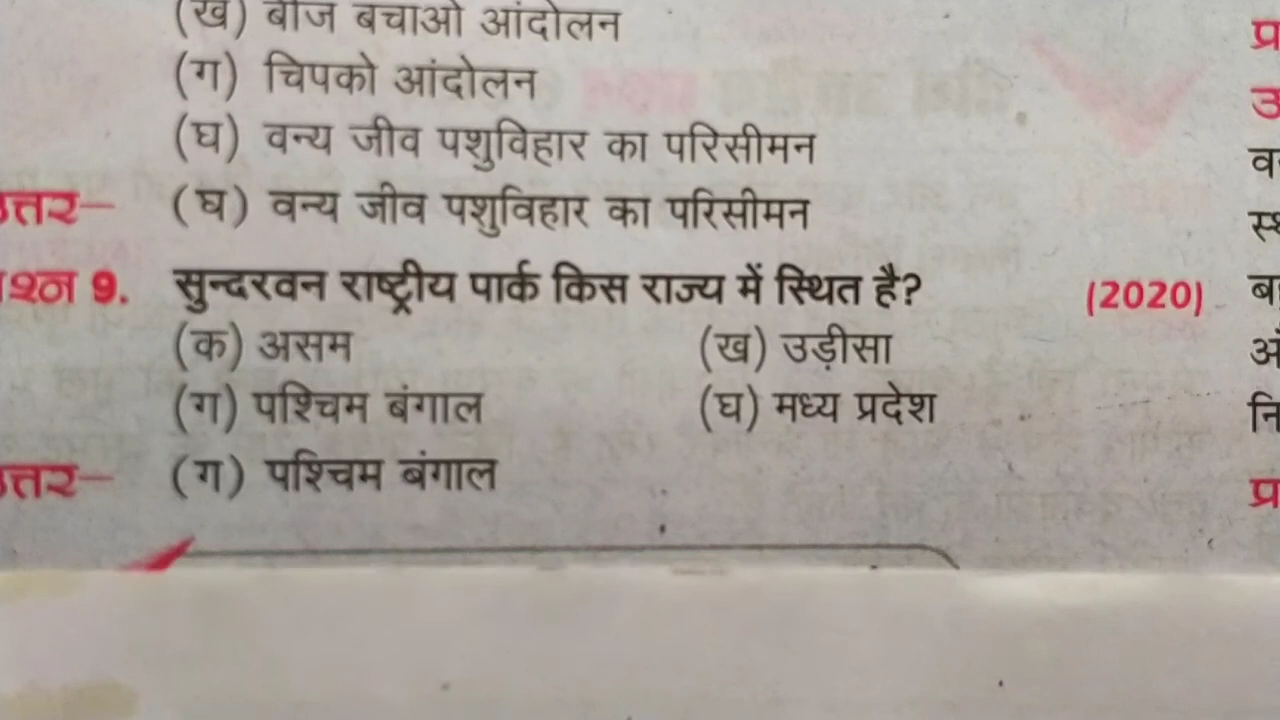 (ख) बीज बचाओ आंदोलन
(ग) चिपको आंदोलन
(घ) वन्य जीव पशुविहार का परिसीमन
उत्तर– (घ) वन्य जीव पशुविहार का परिसीमन
प्रश्न 9. सुन्दरवन राष्ट्रीय पार्क किस राज्य में स्थित है? (2020)
(क) असम (ख) उड़ीसा
(ग) पश्चिम बंगाल (घ) मध्य प्रदेश
उत्तर– (ग) पश्चिम बंगाल